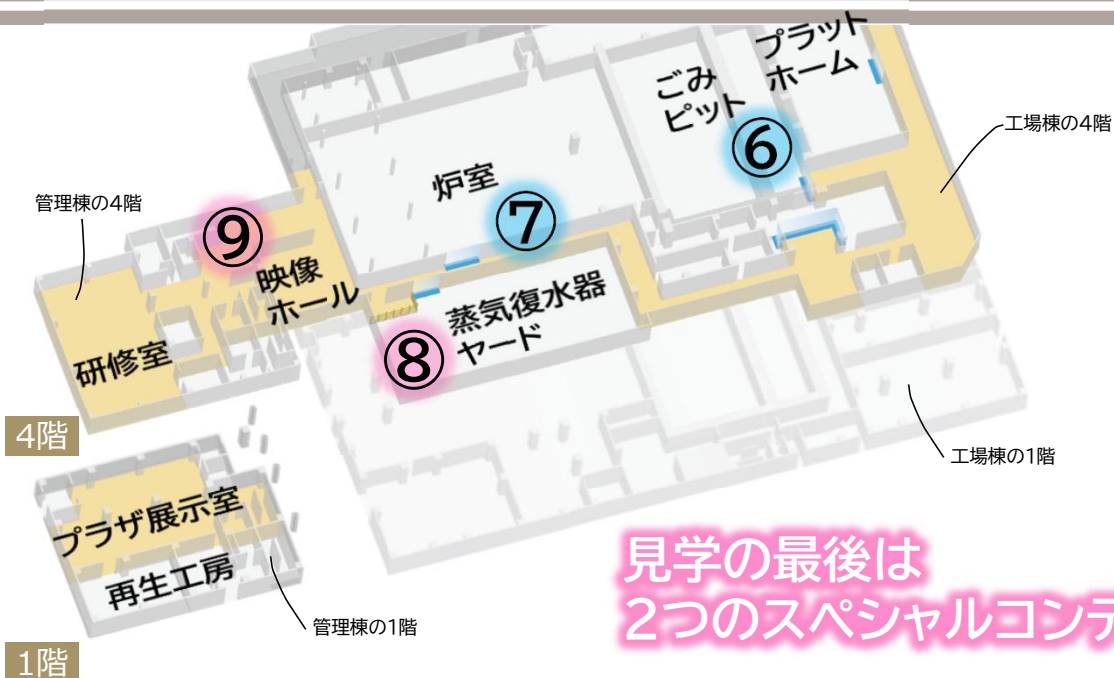 プラット
ホーム
ごみ
ピット
⑥
工場棟の4階
炉室
⑦
管理棟の4階
⑨
映像
ホール
蒸気復水器
ヤード
⑧
研修室
4階
工場棟の1階
プラザ展示室
再生工房
管理棟の1階
1階
見学の最後は
2つのスペシャルコンテ